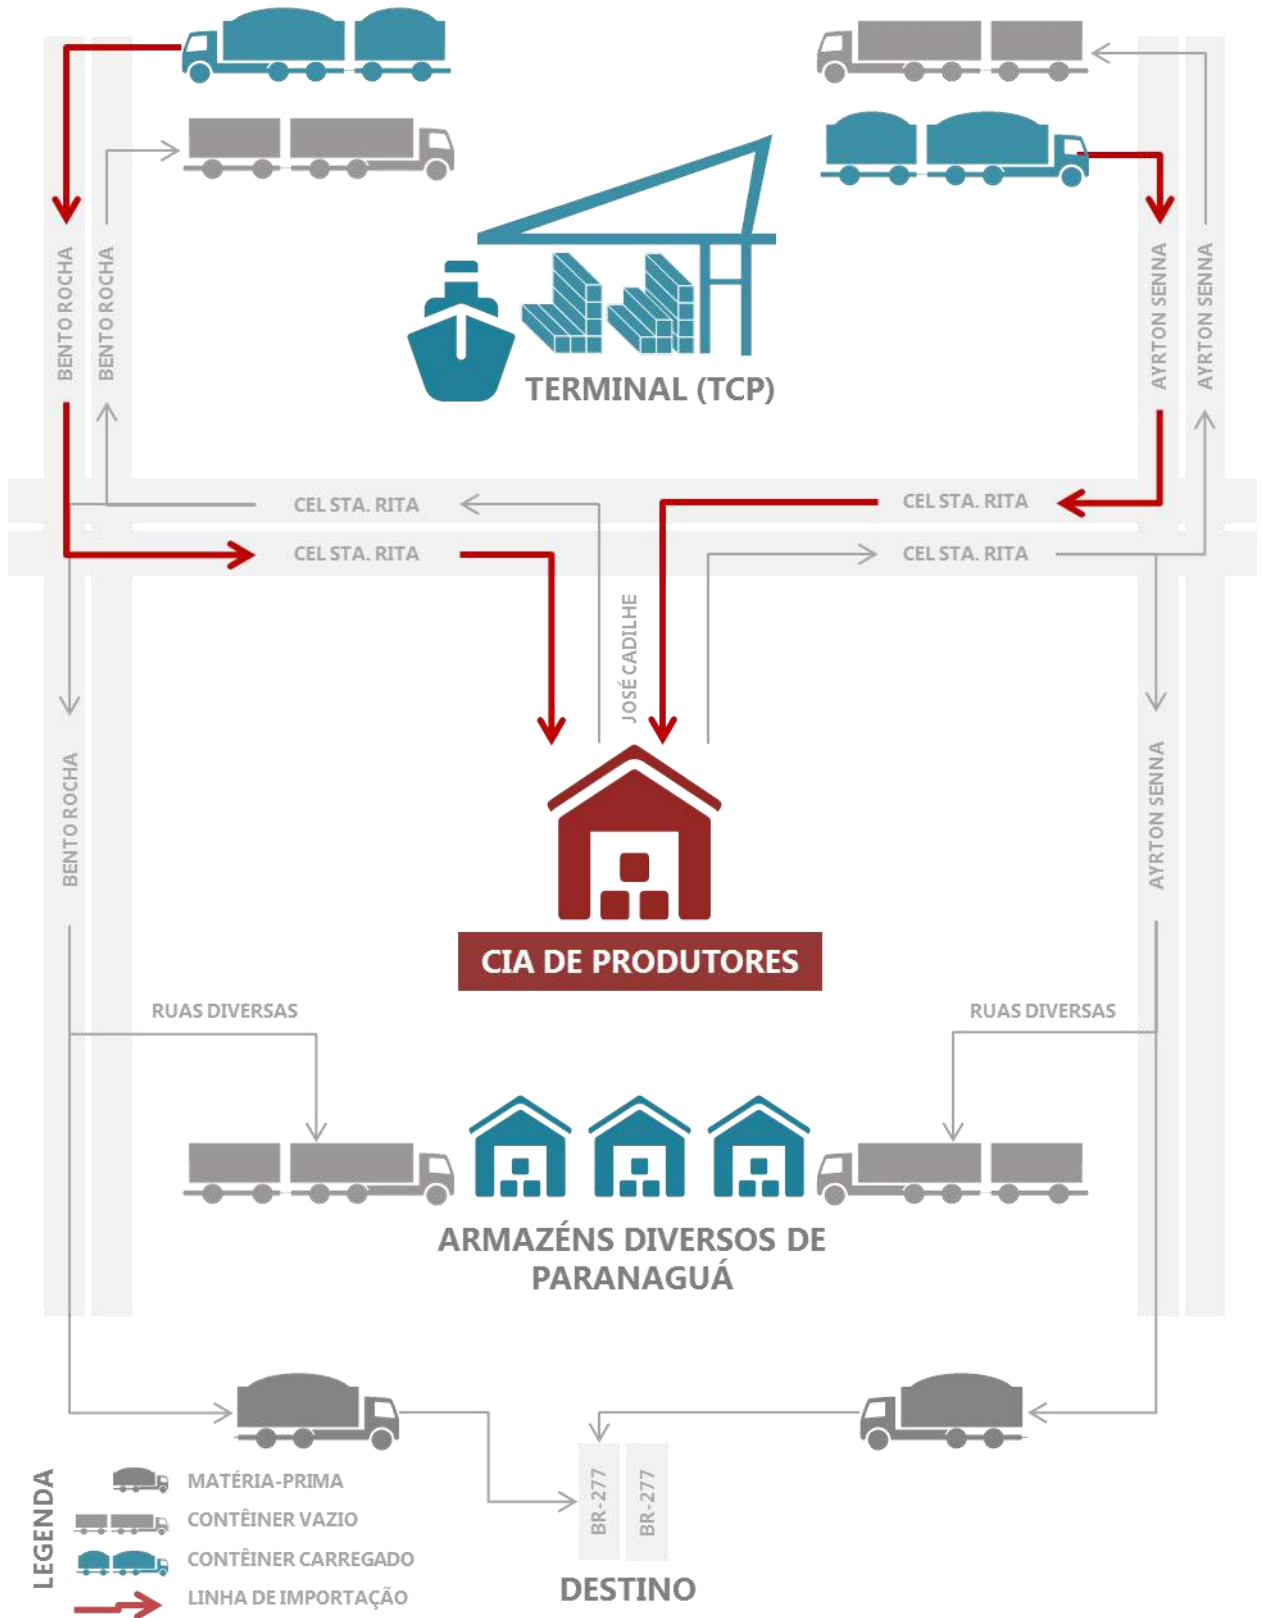 BENTO ROCHA
BENTO ROCHA
AYRTON SENNA
AYRTON SENNA
TERMINAL (TCP)
CEL STA. RITA
CEL STA. RITA
CEL STA. RITA
CEL STA. RITA
JOSÉ CADILHE
BENTO ROCHA
AYRTON SENNA
CIA DE PRODUTORES
RUAS DIVERSAS
RUAS DIVERSAS
ARMAZÉNS DIVERSOS DE
PARANAGUÁ
BR-277
BR-277
DESTINO
LEGENDA
MATÉRIA-PRIMA
CONTÊINER VAZIO
CONTÊINER CARREGADO
LINHA DE IMPORTAÇÃO